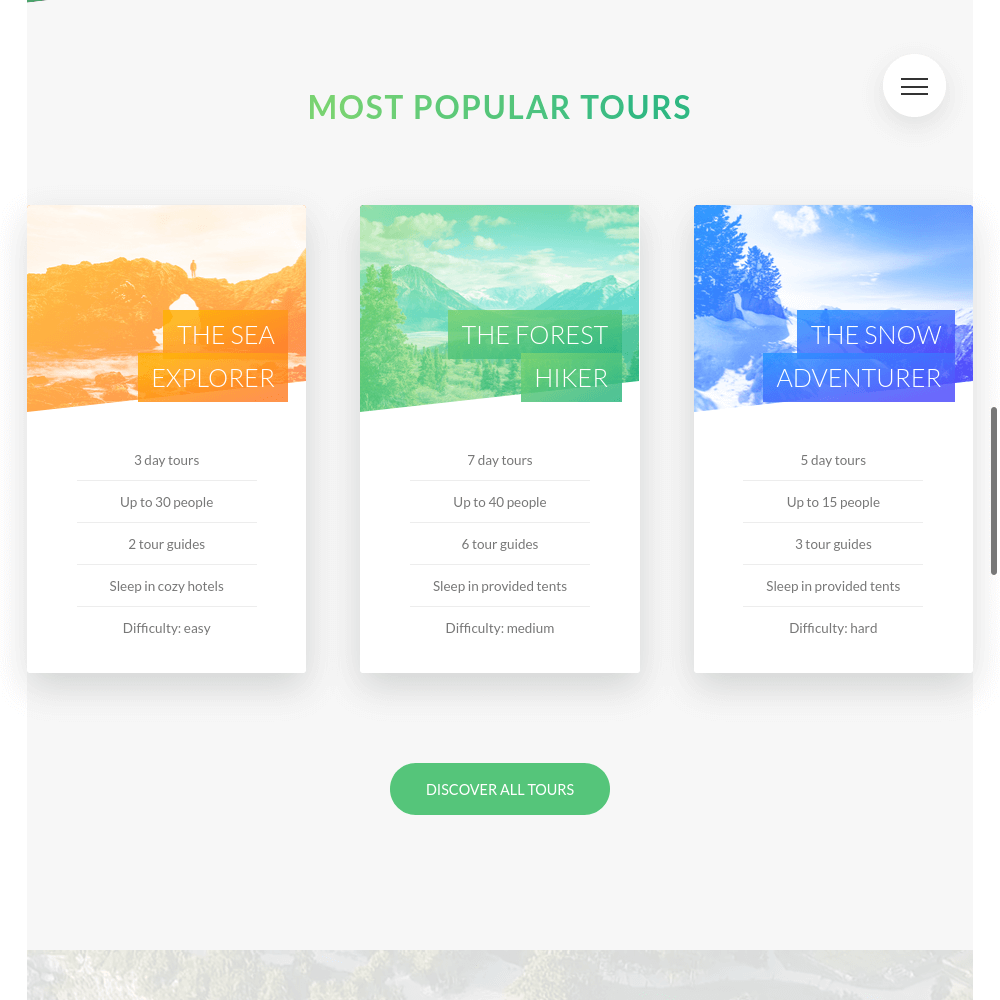 MOST POPULAR TOURS
THE SEA
EXPLORER
3 day tours
Up to 30 people
2 tour guides
Sleep in cozy hotels
Difficulty: easy
THE FOREST
HIKER
7 day tours
Up to 40 people
6 tour guides
Sleep in provided tents
Difficulty: medium
THE SNOW
ADVENTURER
5 day tours
Up to 15 people
3 tour guides
Sleep in provided tents
Difficulty: hard
DISCOVER ALL TOURS